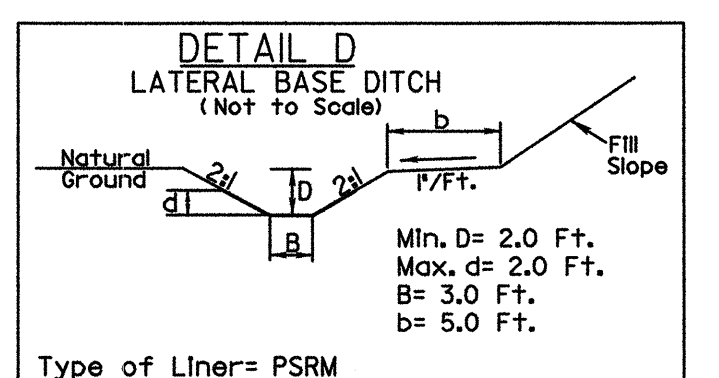 DETAIL D
LATERAL BASE DITCH
(Not to Scale)
b
Natural
Ground
2:1
D
2:1
1"/Ft.
Fill
Slope
d
B
Min. D= 2.0 Ft.
Max. d= 2.0 Ft.
B= 3.0 Ft.
b= 5.0 Ft.
Type of Liner= PSRM